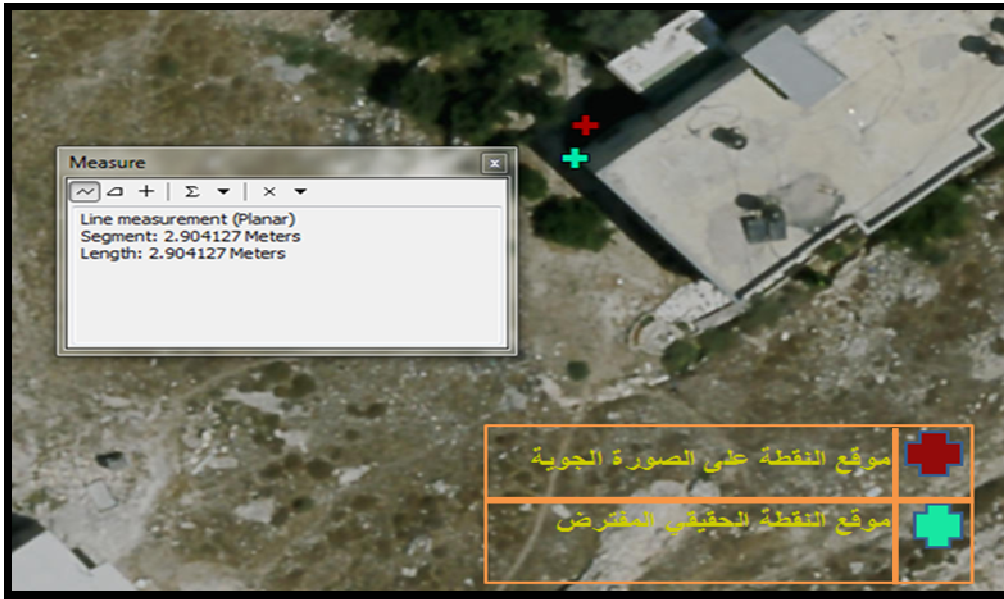 Measure
Line measurement (Planar)
Segment: 2.904127 Meters
Length: 2.904127 Meters
موقع النقطة على الصورة الجوية
موقع النقطة الحقيقي المفترض